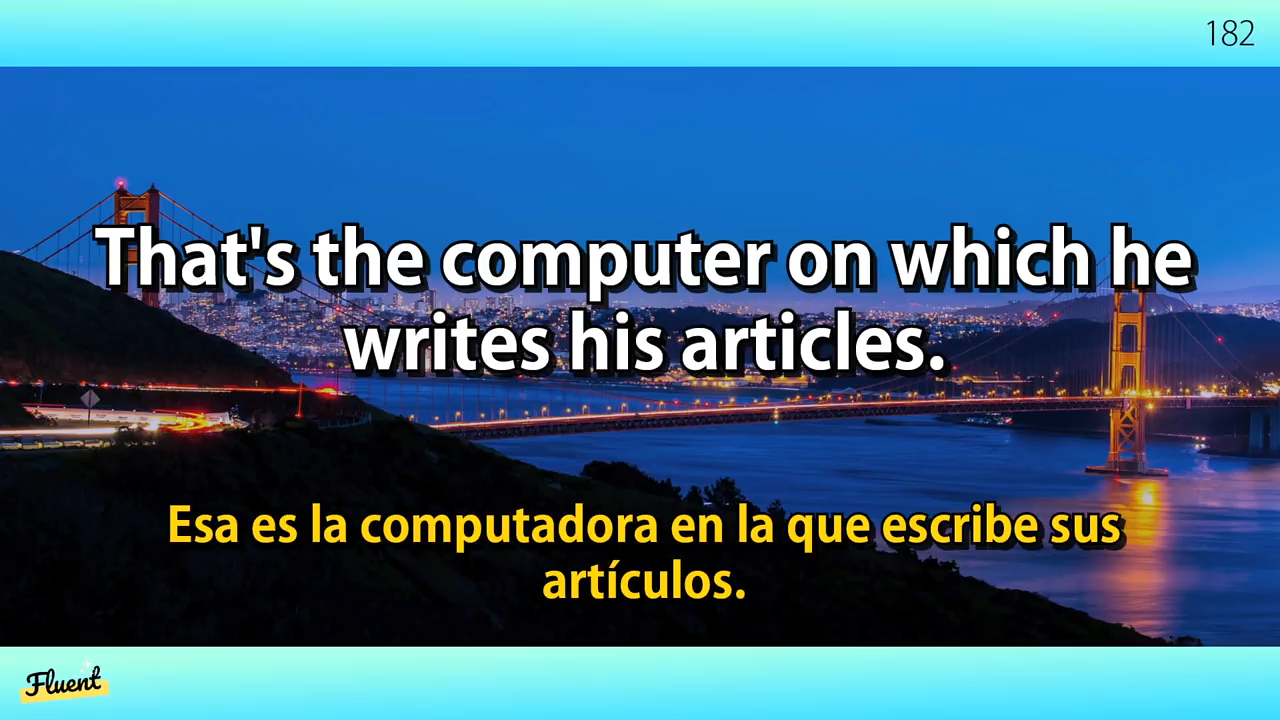 182
That's the computer on which he
writes his articles.
Esa es la computadora en la que escribe sus
artículos.
Fluent